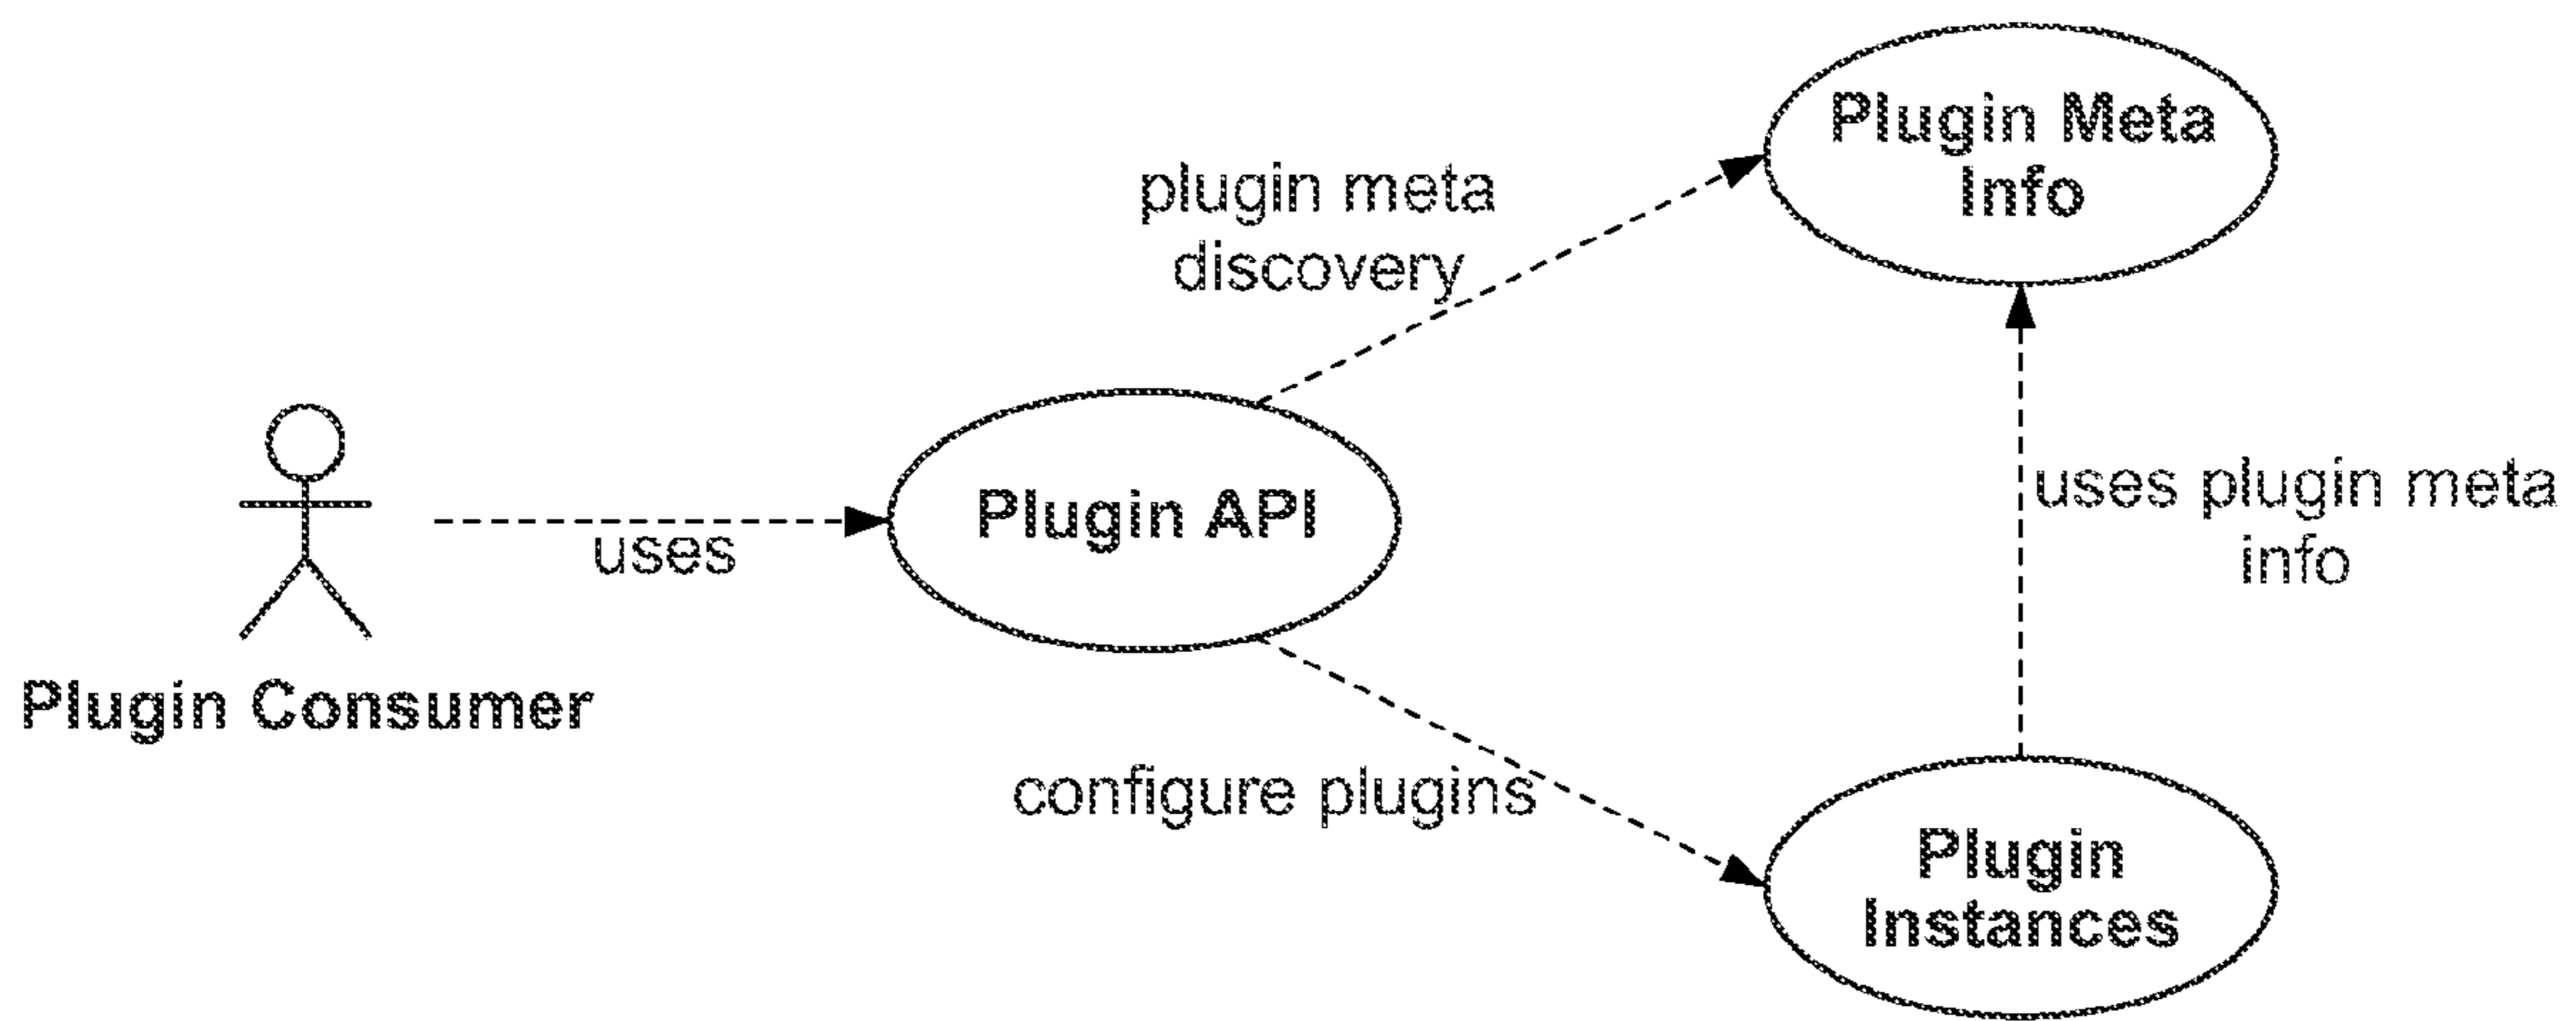 Plugin Meta
Info
plugin meta
discovery
Plugin API
uses
uses plugin meta
info
Plugin Consumer
configure plugins
Plugin
Instances